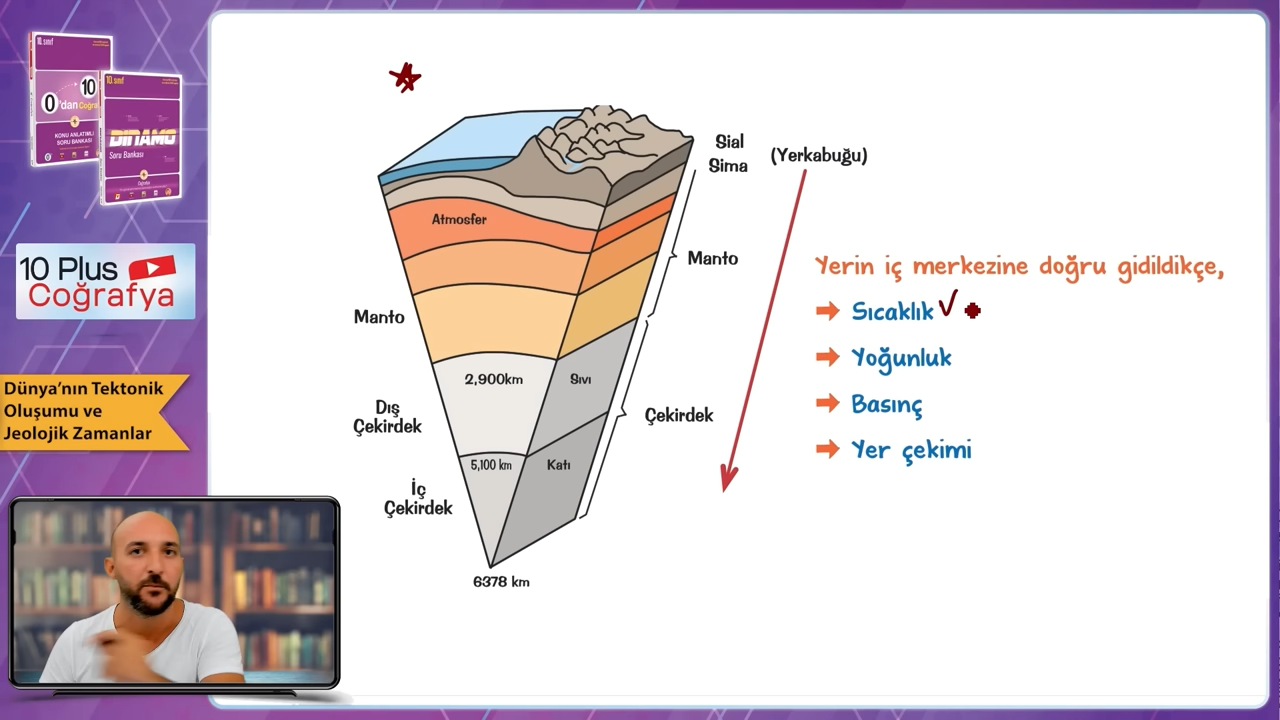 10.sınıf
0'dan 10
Coğra
KONU ANLATIMLI
SORU BANKASI
10.sınıf
DİNAMO
Soru Bankası
10 Plus
Coğrafya
Dünya'nın Tektonik
Oluşumu ve
Jeolojik Zamanlar
Sial
Sima
(Yerkabuğu)
Atmosfer
Manto
Manto
2,900km
Sıvı
Dış
Çekirdek
Çekirdek
5,100 km
Katı
İç
Çekirdek
6378 km
Yerin iç merkezine doğru gidildikçe,
Sıcaklık
Yoğunluk
Basınç
Yer çekimi